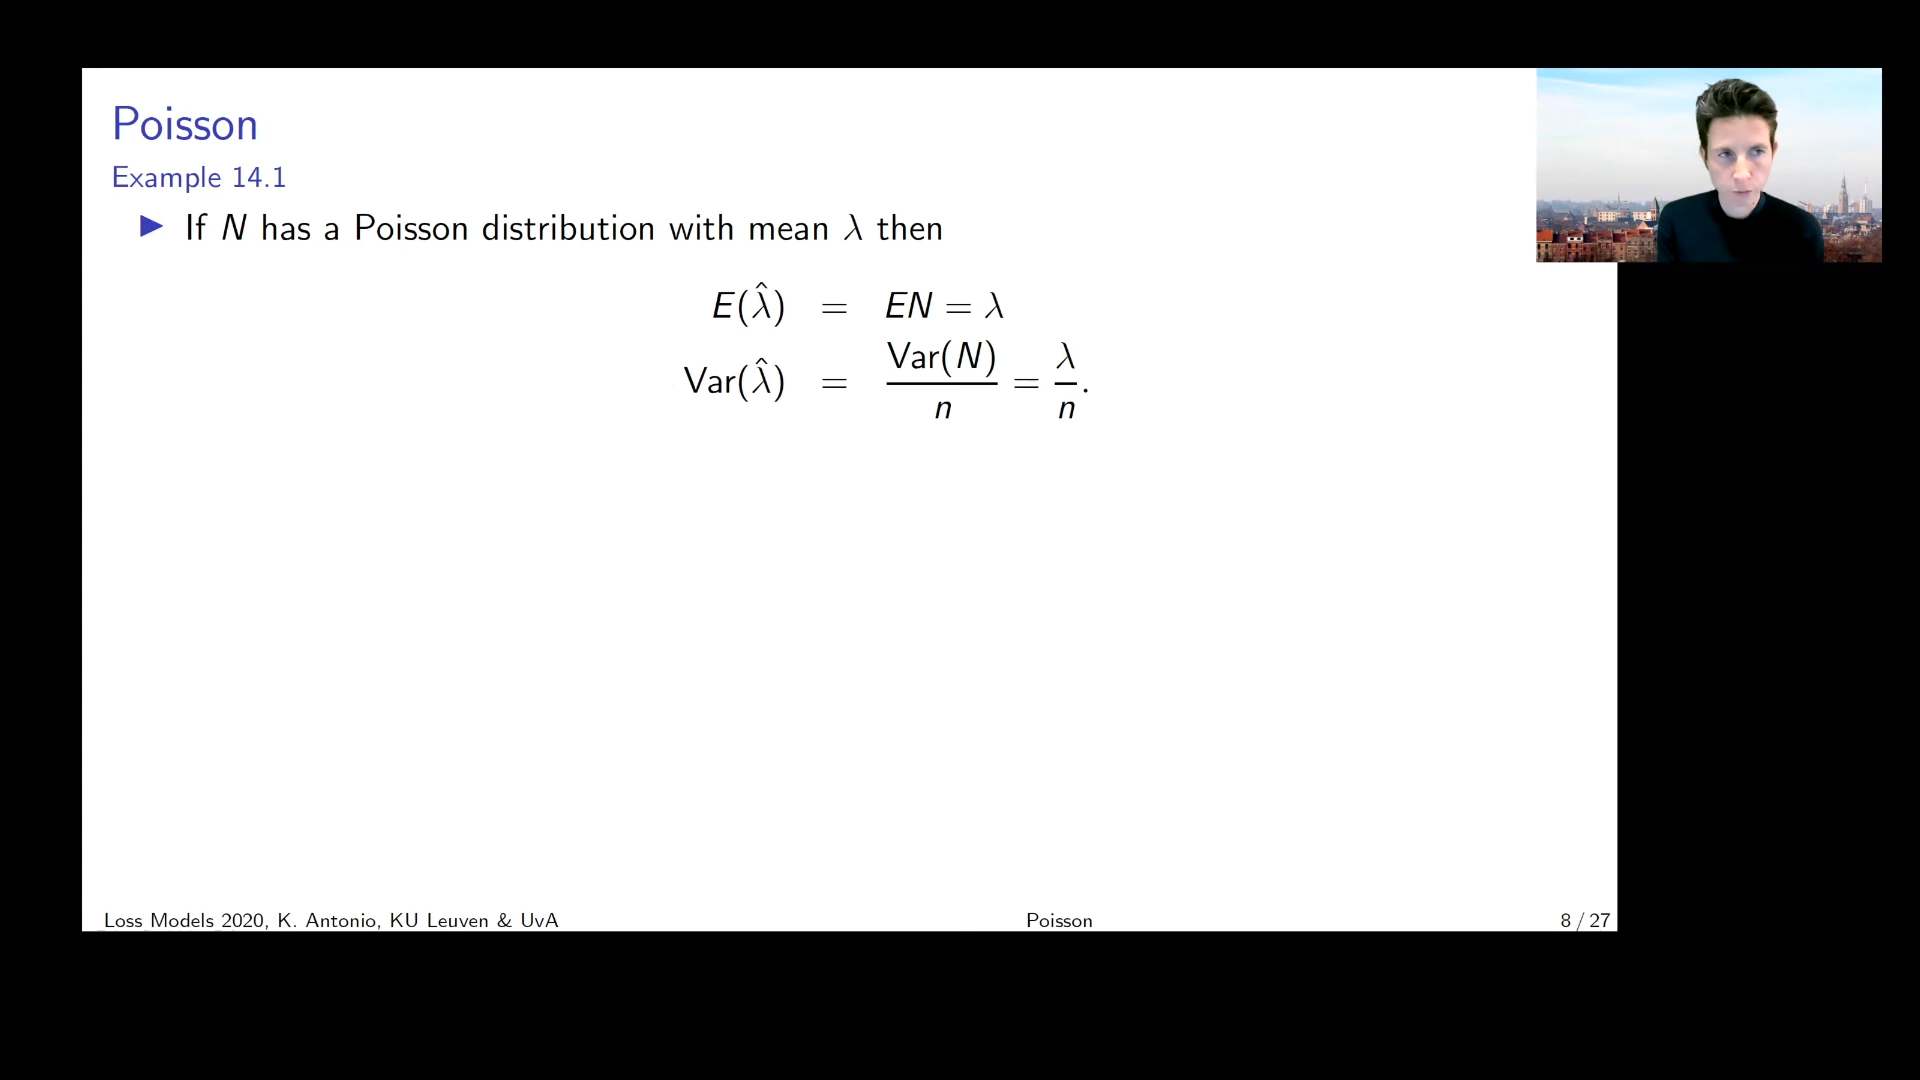 Poisson
Example 14.1
▶ If N has a Poisson distribution with mean λ then
E(λ̂) = EN = λ
Var(λ̂) = Var(N)/n = λ/n.
Loss Models 2020, K. Antonio, KU Leuven & UvA Poisson 8 / 27